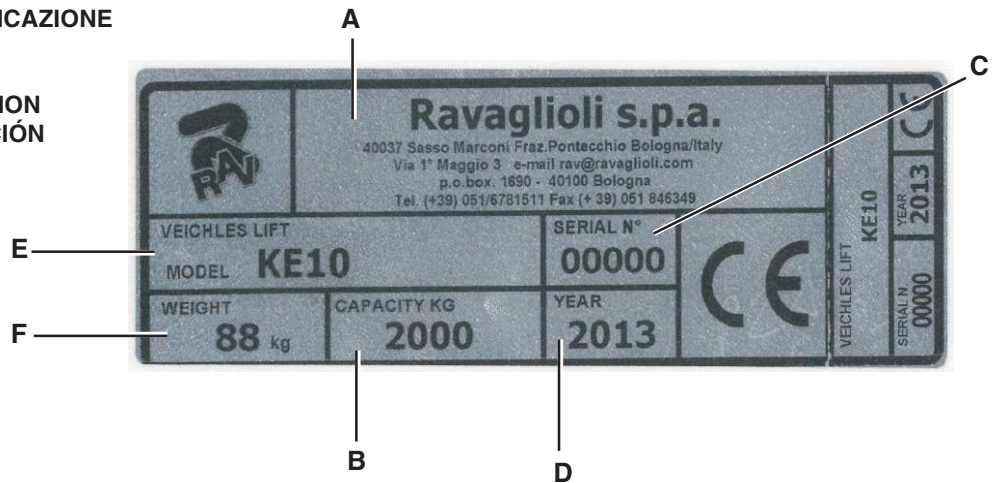 ICAZIONE
ION
CIÓN
A
C
RAV
Ravaglioli s.p.a.
40037 Sasso Marconi Fraz.Pontecchio Bologna/Italy
Via 1° Maggio 3 e-mail rav@ravaglioli.com
p.o.box. 1690 - 40100 Bologna
Tel. (+39) 051/6781511 Fax (+ 39) 051 846349
E
VEICHLES LIFT
MODEL KE10
SERIAL N°
00000
CE
F
WEIGHT
88 kg
CAPACITY KG
2000
YEAR
2013
VEICHLES LIFT KE10
SERIAL N
00000
YEAR
2013
CE
B
D